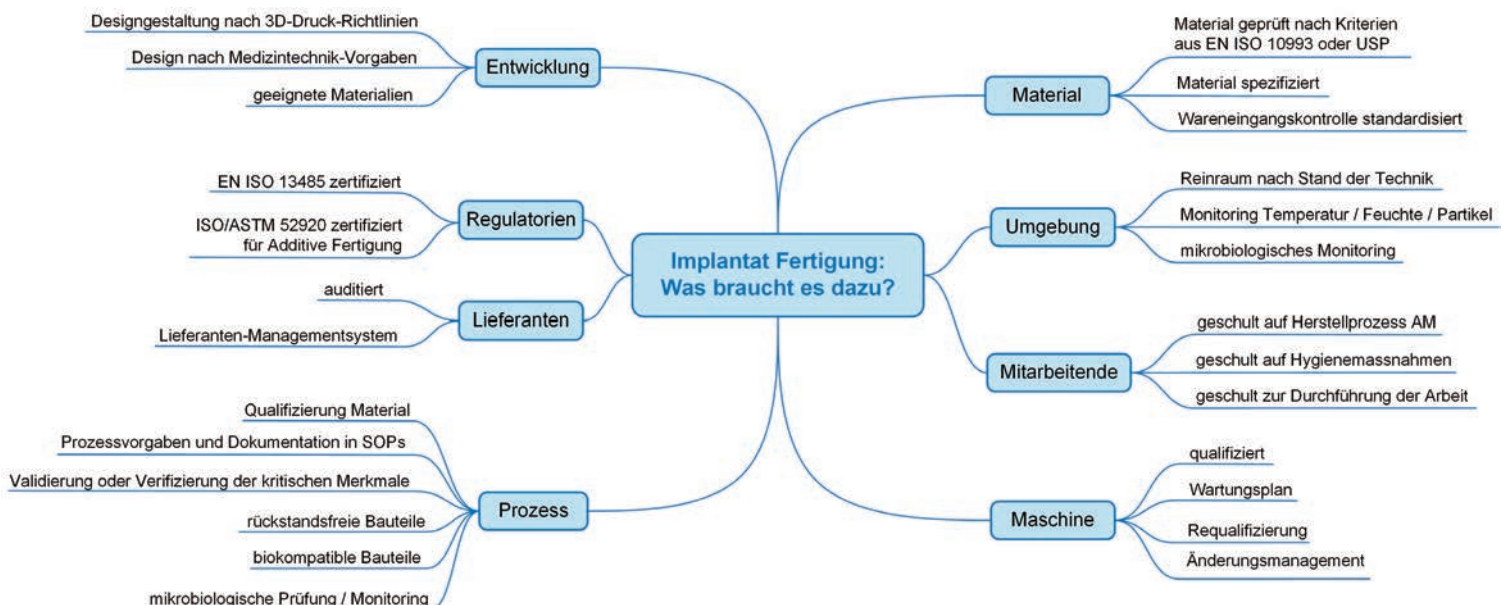 Designgestaltung nach 3D-Druck-Richtlinien
Design nach Medizintechnik-Vorgaben
geeignete Materialien
Entwicklung
EN ISO 13485 zertifiziert
ISO/ASTM 52920 zertifiziert
für Additive Fertigung
Regulatorien
auditiert
Lieferanten-Managementsystem
Lieferanten
Qualifizierung Material
Prozessvorgaben und Dokumentation in SOPs
Validierung oder Verifizierung der kritischen Merkmale
rückstandsfreie Bauteile
biokompatible Bauteile
mikrobiologische Prüfung / Monitoring
Prozess
Implantat Fertigung:
Was braucht es dazu?
Material
Material geprüft nach Kriterien
aus EN ISO 10993 oder USP
Material spezifiziert
Wareneingangskontrolle standardisiert
Umgebung
Reinraum nach Stand der Technik
Monitoring Temperatur / Feuchte / Partikel
mikrobiologisches Monitoring
Mitarbeitende
geschult auf Herstellprozess AM
geschult auf Hygienemassnahmen
geschult zur Durchführung der Arbeit
Maschine
qualifiziert
Wartungsplan
Requalifizierung
Änderungsmanagement